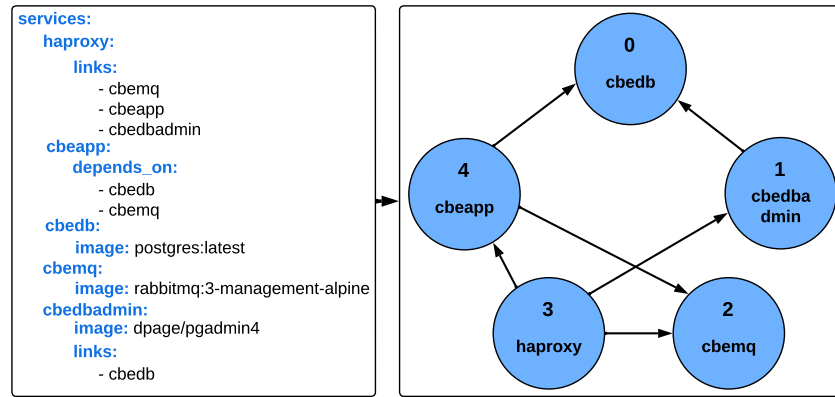 services:
haproxy:
links:
- cbemq
- cbeapp
- cbedbadmin
cbeapp:
depends_on:
- cbedb
- cbemq
cbedb:
image: postgres:latest
cbemq:
image: rabbitmq:3-management-alpine
cbedbadmin:
image: dpage/pgadmin4
links:
- cbedb
0
cbedb
4
cbeapp
1
cbedba
dmin
3
haproxy
2
cbemq